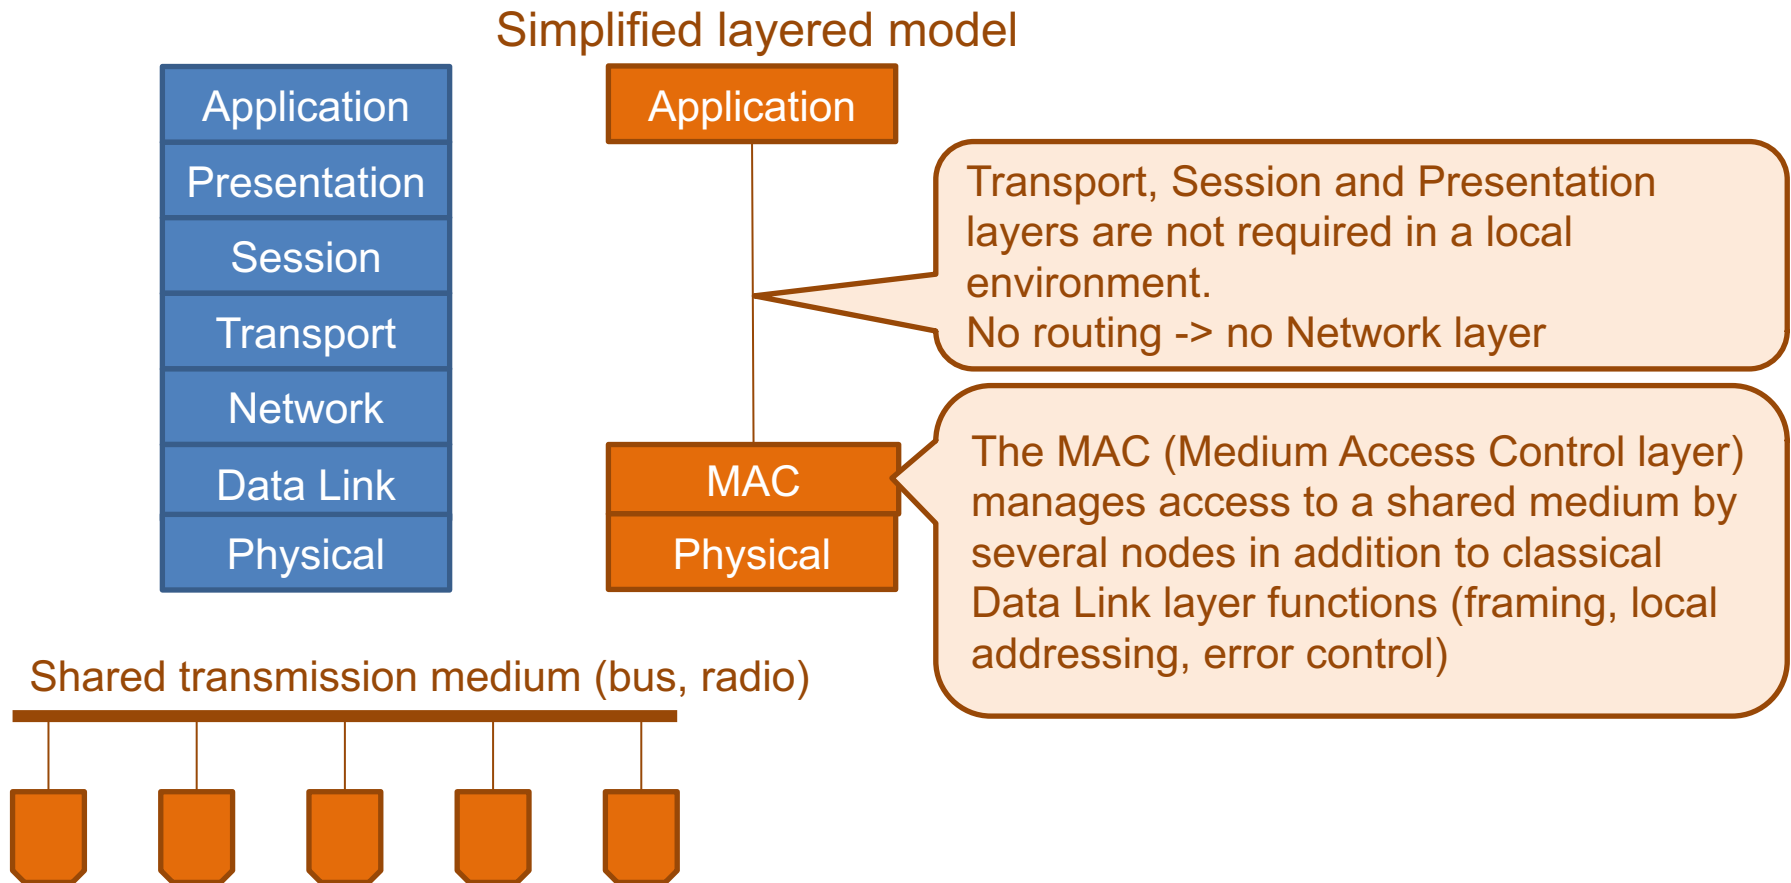 Simplified layered model
Application
Presentation
Session
Transport
Network
Data Link
Physical
Application
MAC
Physical
Transport, Session and Presentation
layers are not required in a local
environment.
No routing -> no Network layer
The MAC (Medium Access Control layer)
manages access to a shared medium by
several nodes in addition to classical
Data Link layer functions (framing, local
addressing, error control)
Shared transmission medium (bus, radio)